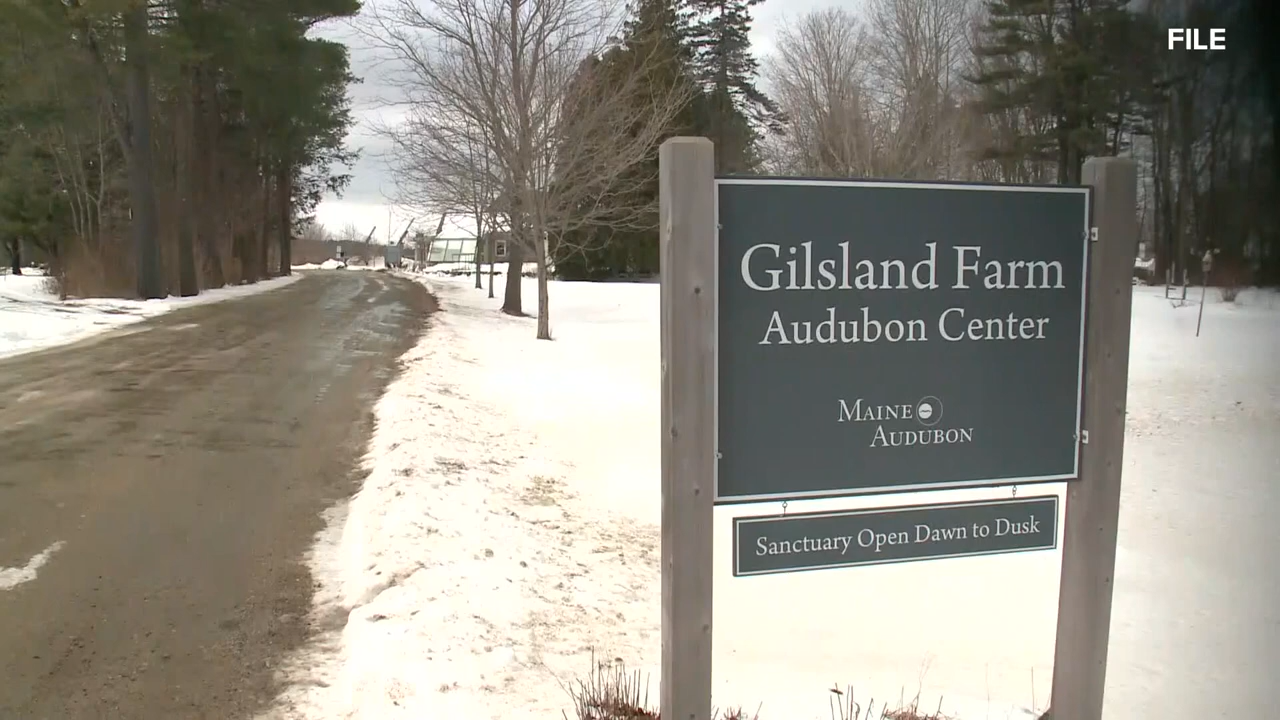 FILE
Gilsland Farm
Audubon Center
MAINE
AUDUBON
Sanctuary Open Dawn to Dusk